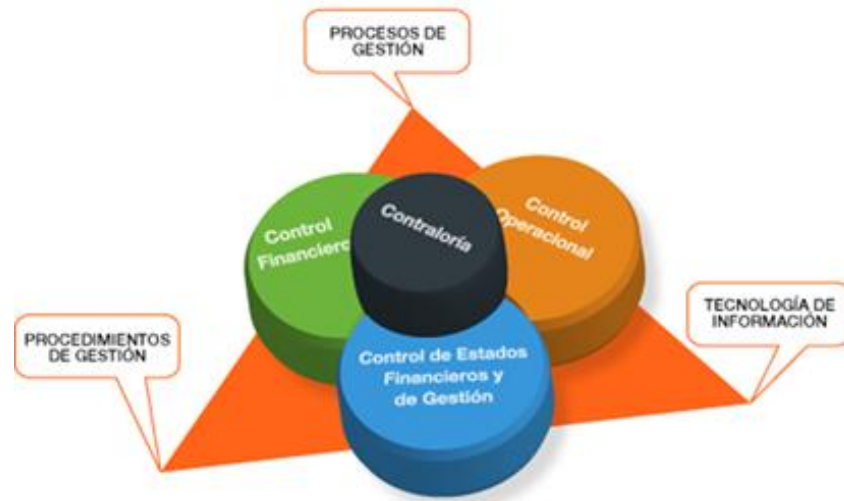 PROCESOS DE
GESTIÓN
Control
Financiero
Contraloría
Control
Operacional
TECNOLOGÍA DE
INFORMACIÓN
PROCEDIMIENTOS
DE GESTIÓN
Control de Estados
Financieros y
de Gestión